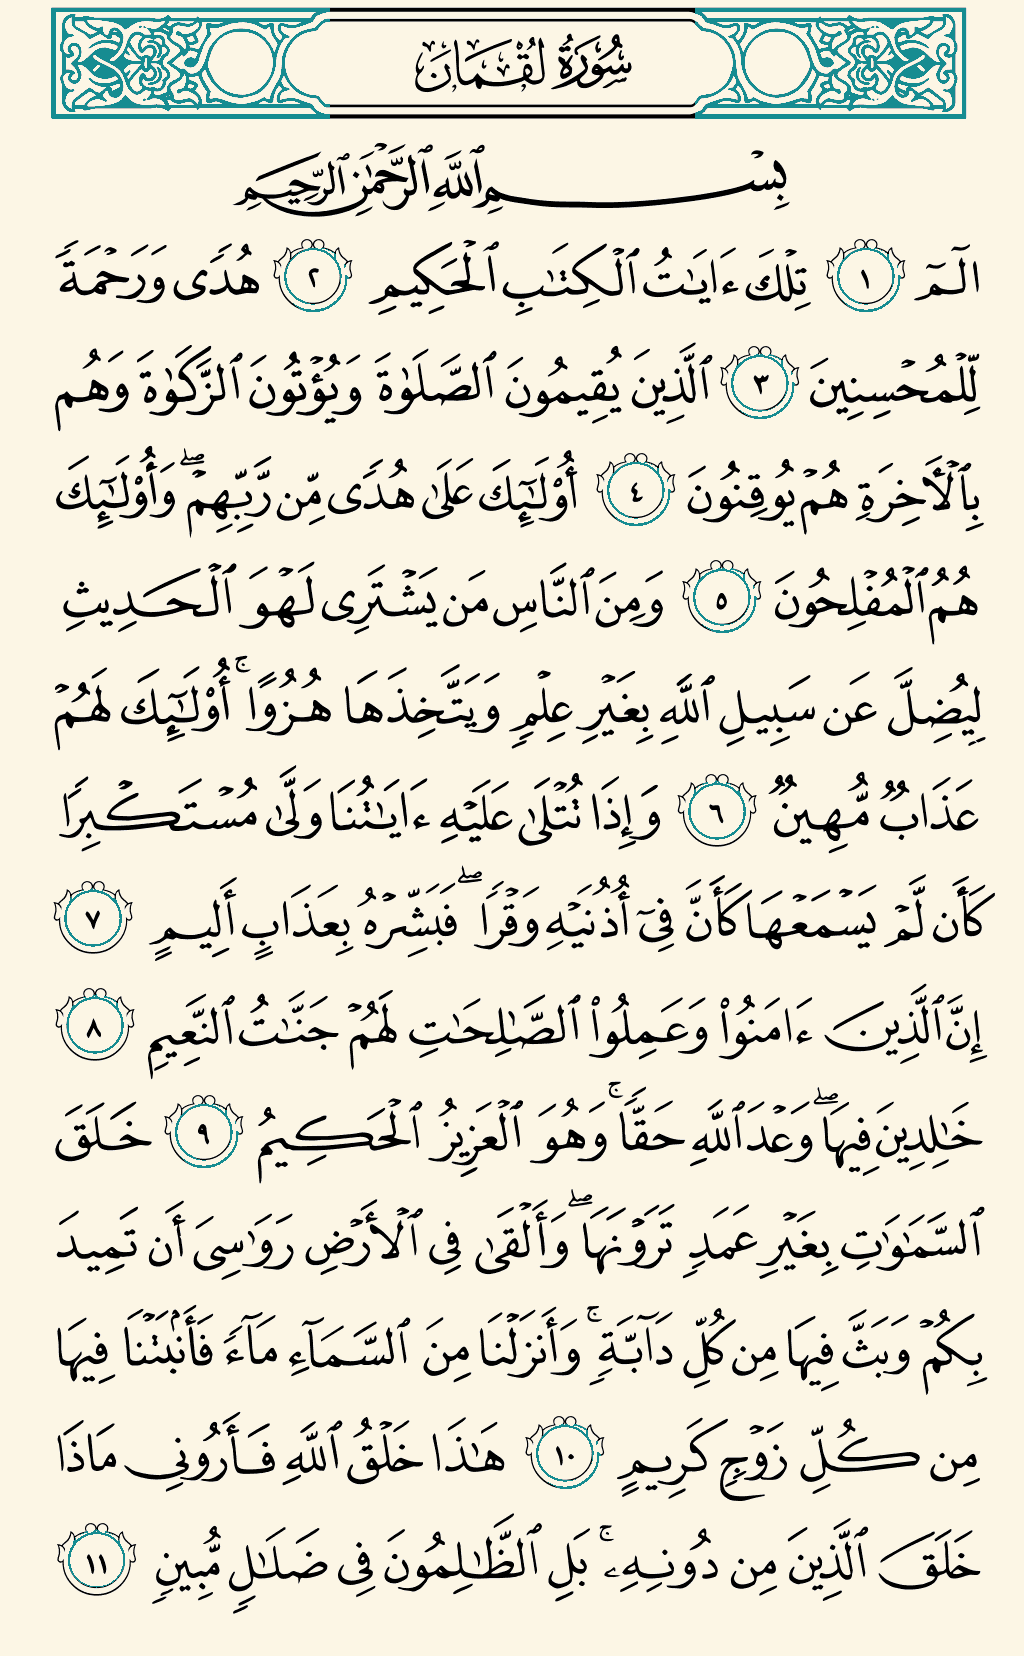 سُورَةُ لُقْمَانَ
بِسْمِ ٱللَّهِ ٱلرَّحْمَٰنِ ٱلرَّحِيمِ
الٓمٓ ١ تِلْكَ ءَايَٰتُ ٱلْكِتَٰبِ ٱلْحَكِيمِ ٢ هُدًى وَرَحْمَةً
لِّلْمُحْسِنِينَ ٣ ٱلَّذِينَ يُقِيمُونَ ٱلصَّلَوٰةَ وَيُؤْتُونَ ٱلزَّكَوٰةَ وَهُم
بِٱلْأَخِرَةِ هُمْ يُوقِنُونَ ٤ أُو۟لَٰٓئِكَ عَلَىٰ هُدًى مِّن رَّبِّهِمْ ۖ وَأُو۟لَٰٓئِكَ
هُمُ ٱلْمُفْلِحُونَ ٥ وَمِنَ ٱلنَّاسِ مَن يَشْتَرِى لَهْوَ ٱلْحَدِيثِ
لِيُضِلَّ عَن سَبِيلِ ٱللَّهِ بِغَيْرِ عِلْمٍ وَيَتَّخِذَهَا هُزُوًا ۚ أُو۟لَٰٓئِكَ لَهُمْ
عَذَابٌ مُّهِينٌ ٦ وَإِذَا تُتْلَىٰ عَلَيْهِ ءَايَٰتُنَا وَلَّىٰ مُسْتَكْبِرًا
كَأَن لَّمْ يَسْمَعْهَا كَأَنَّ فِىٓ أُذُنَيْهِ وَقْرًا ۖ فَبَشِّرْهُ بِعَذَابٍ أَلِيمٍ ٧
إِنَّ ٱلَّذِينَ ءَامَنُوا۟ وَعَمِلُوا۟ ٱلصَّٰلِحَٰتِ لَهُمْ جَنَّٰتُ ٱلنَّعِيمِ ٨
خَٰلِدِينَ فِيهَا ۖ وَعْدَ ٱللَّهِ حَقًّا ۚ وَهُوَ ٱلْعَزِيزُ ٱلْحَكِيمُ ٩ خَلَقَ
ٱلسَّمَٰوَٰتِ بِغَيْرِ عَمَدٍ تَرَوْنَهَا ۖ وَأَلْقَىٰ فِى ٱلْأَرْضِ رَوَٰسِىَ أَن تَمِيدَ
بِكُمْ وَبَثَّ فِيهَا مِن كُلِّ دَآبَّةٍ ۚ وَأَنزَلْنَا مِنَ ٱلسَّمَآءِ مَآءً فَأَنۢبَتْنَا فِيهَا
مِن كُلِّ زَوْجٍ كَرِيمٍ ١٠ هَٰذَا خَلْقُ ٱللَّهِ فَأَرُونِى مَاذَا
خَلَقَ ٱلَّذِينَ مِن دُونِهِۦ ۚ بَلِ ٱلظَّٰلِمُونَ فِى ضَلَٰلٍ مُّبِينٍ ١١